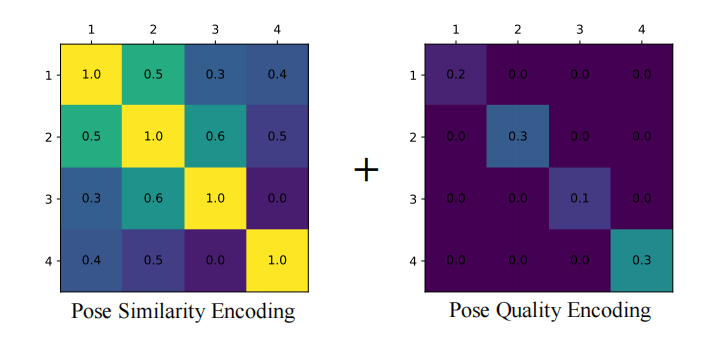 1 2 3 4 1 2 3 4
1 1.0 0.5 0.3 0.4 1 0.2 0.0 0.0 0.0
2 0.5 1.0 0.6 0.5 2 0.0 0.3 0.0 0.0
+
3 0.3 0.6 1.0 0.0 3 0.0 0.0 0.1 0.0
4 0.4 0.5 0.0 1.0 4 0.0 0.0 0.0 0.3
Pose Similarity Encoding Pose Quality Encoding